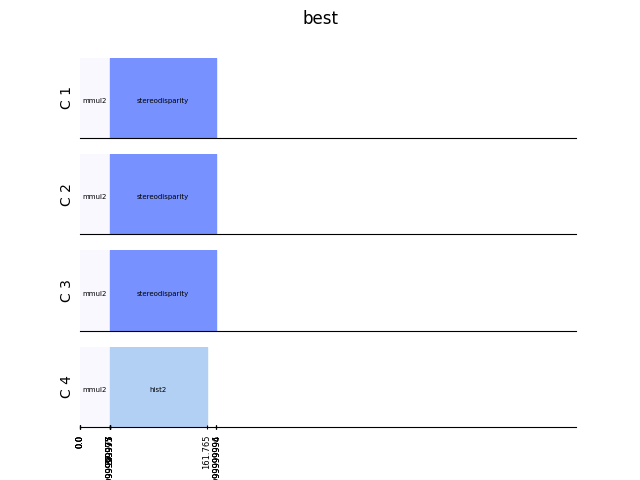 best
C 1
mmul2
stereodisparity
C 2
mmul2
stereodisparity
C 3
mmul2
stereodisparity
C 4
mmul2
hist2
0.0
161.765